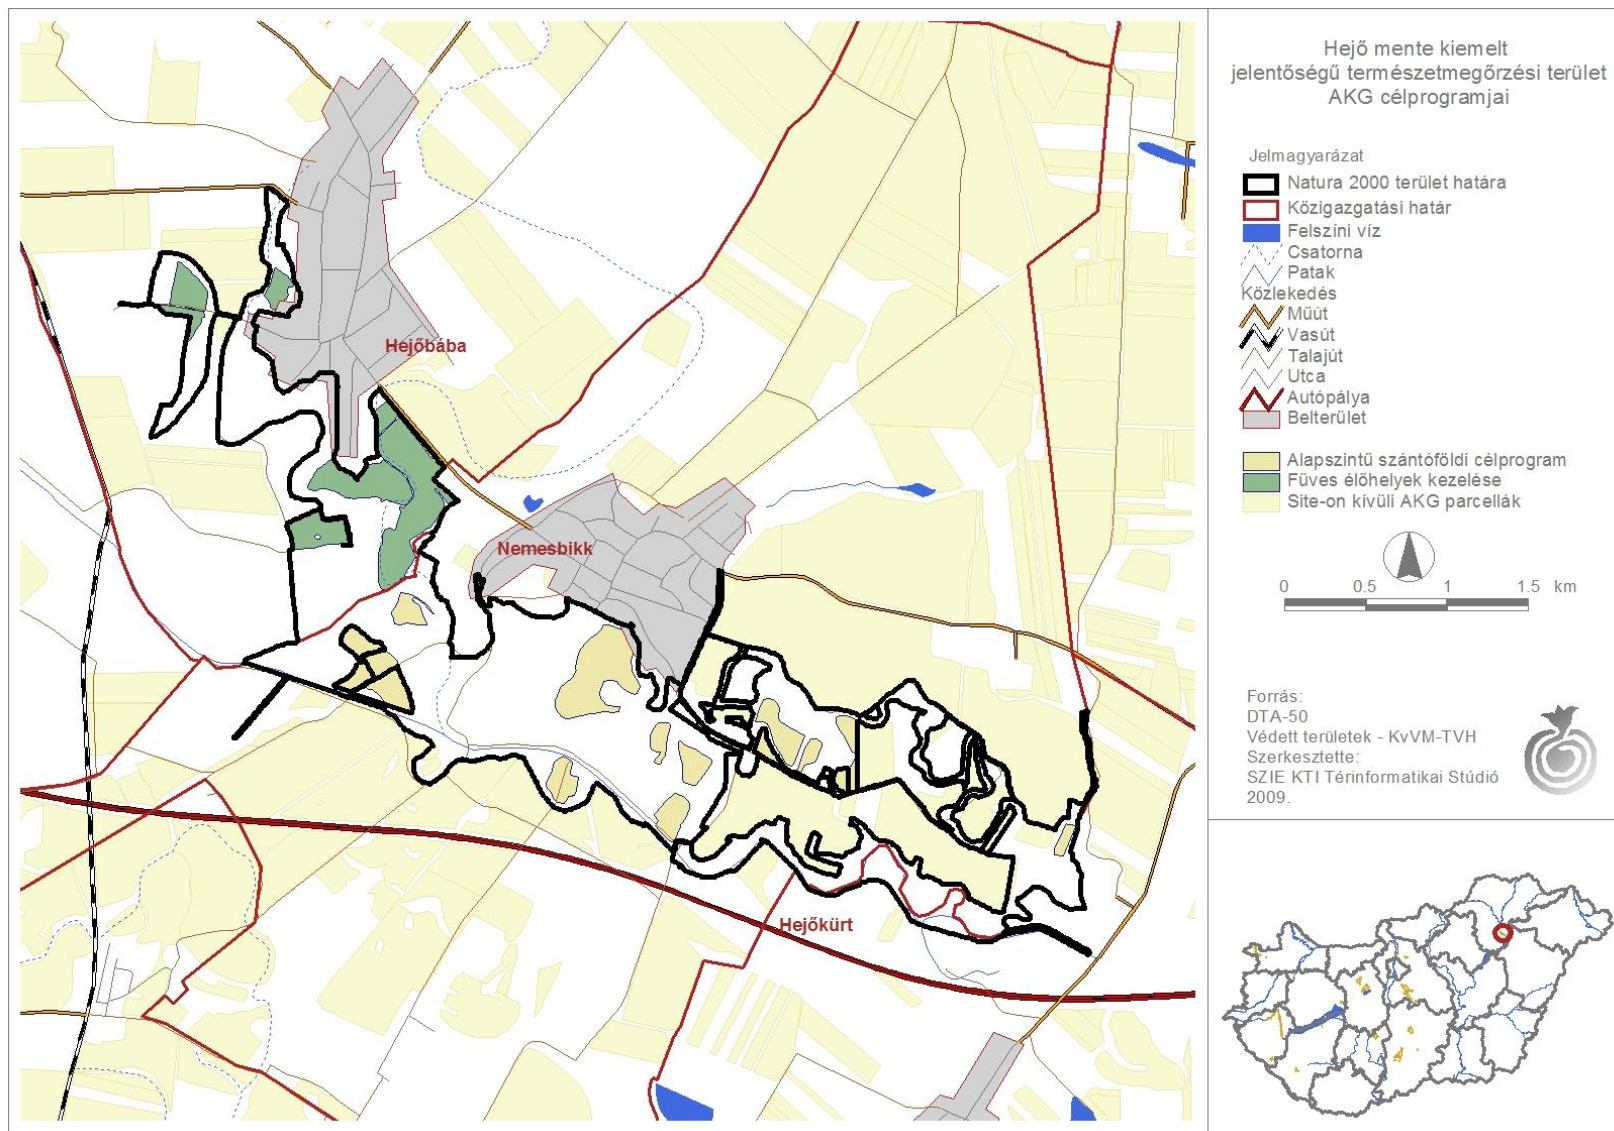 Hejő mente kiemelt
jelentőségű természetmegőrzési terület
AKG célprogramjai
Jelmagyarázat
Natura 2000 terület határa
Közigazgatási határ
Felszíni víz
Csatorna
Patak
Közlekedés
Műút
Vasút
Talajút
Utca
Autópálya
Belterület
Alapszintű szántóföldi célprogram
Füves élőhelyek kezelése
Site-on kívüli AKG parcellák
0 0.5 1 1.5 km
Forrás:
DTA-50
Védett területek - KvVM-TVH
Szerkesztette:
SZIE KTI Térinformatikai Stúdió
2009.
Hejőbába
Nemesbikk
Hejőkürt